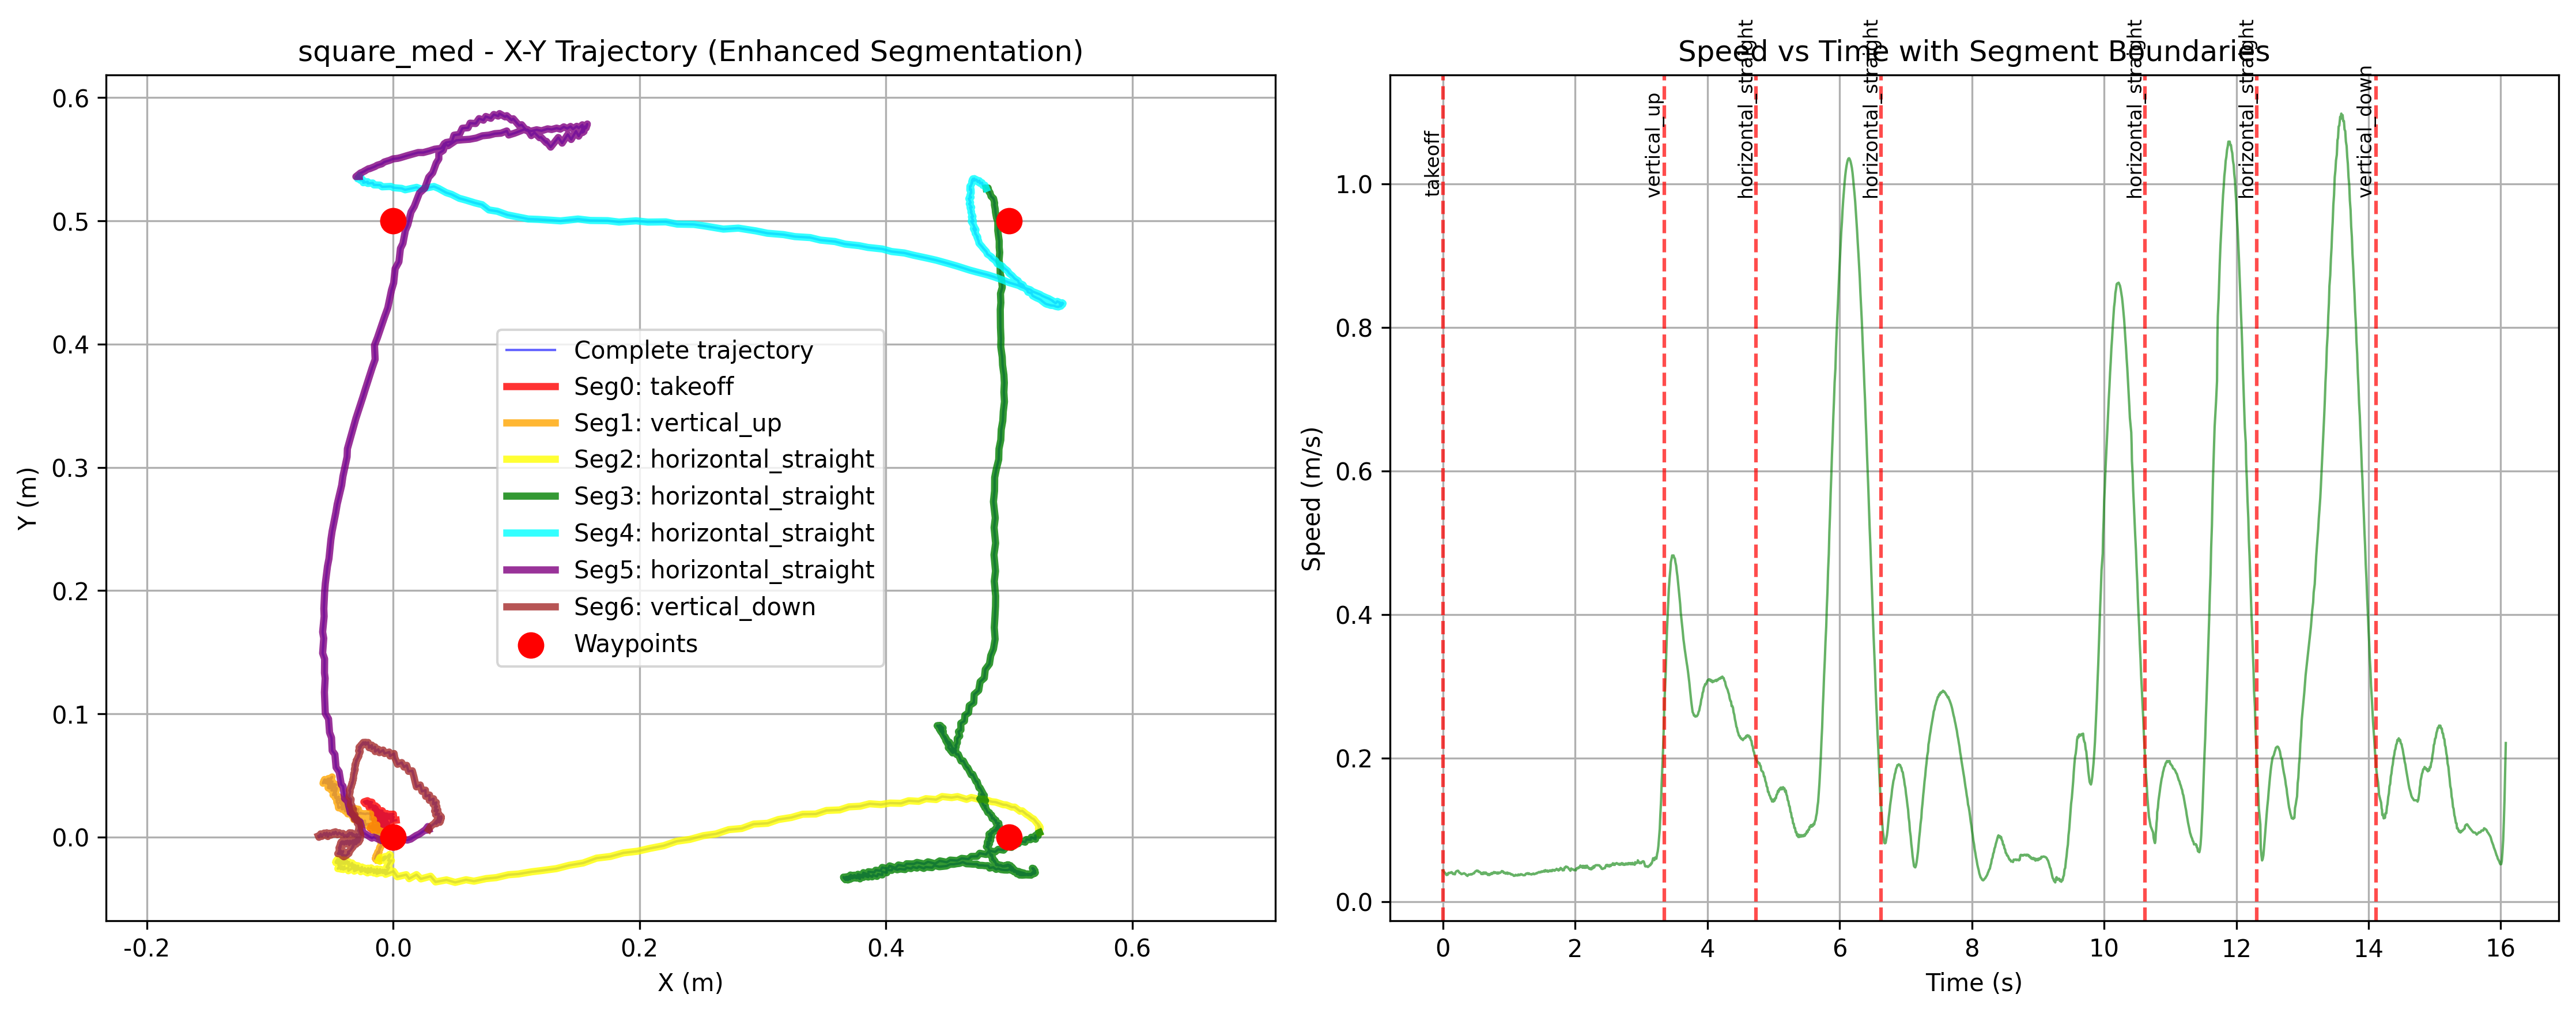 square_med - X-Y Trajectory (Enhanced Segmentation)
Y (m)
0.6
0.5
0.4
0.3
0.2
0.1
0.0
-0.2
0.0
0.2
0.4
0.6
X (m)
Complete trajectory
Seg0: takeoff
Seg1: vertical_up
Seg2: horizontal_straight
Seg3: horizontal_straight
Seg4: horizontal_straight
Seg5: horizontal_straight
Seg6: vertical_down
Waypoints
Speed vs Time with Segment Boundaries
Speed (m/s)
1.0
0.8
0.6
0.4
0.2
0.0
takeoff
vertical_up
horizontal_straight
horizontal_straight
horizontal_straight
horizontal_straight
vertical_down
0
2
4
6
8
10
12
14
16
Time (s)